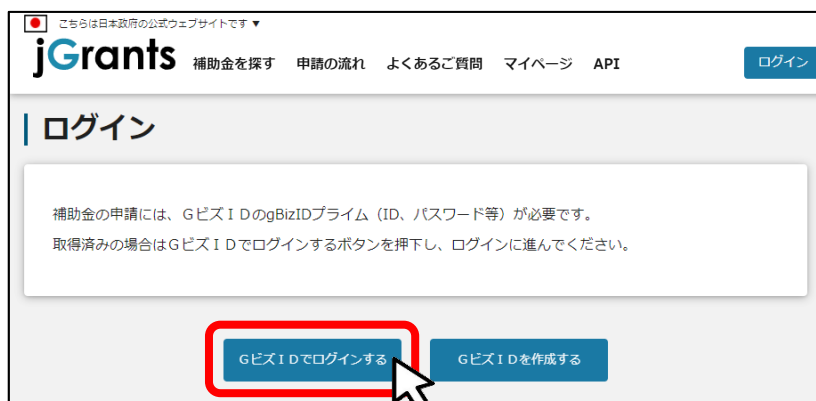 こちらは日本政府の公式ウェブサイトです ▼
jGrants 補助金を探す 申請の流れ よくあるご質問 マイページ API ログイン
ログイン
補助金の申請には、GビズＩＤのgBizIDプライム（ID、パスワード等）が必要です。
取得済みの場合はGビズＩＤでログインするボタンを押下し、ログインに進んでください。
GビズＩＤでログインする GビズＩＤを作成する